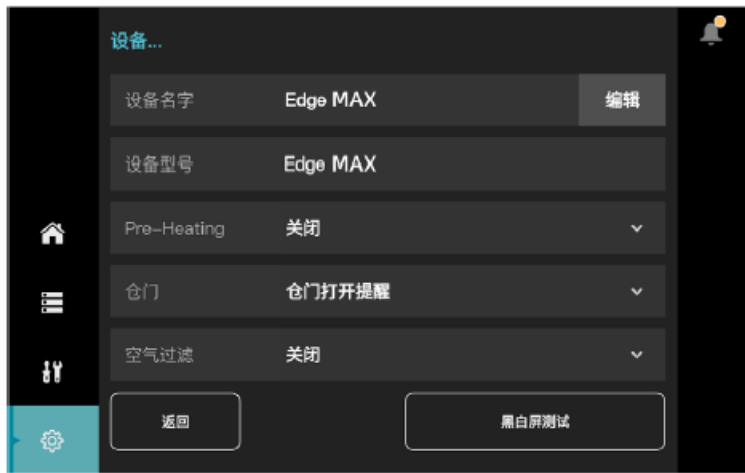 设备...
设备名字 Edge MAX 编辑
设备型号 Edge MAX
Pre-Heating 关闭
仓门 仓门打开提醒
空气过滤 关闭
返回 黑白屏测试